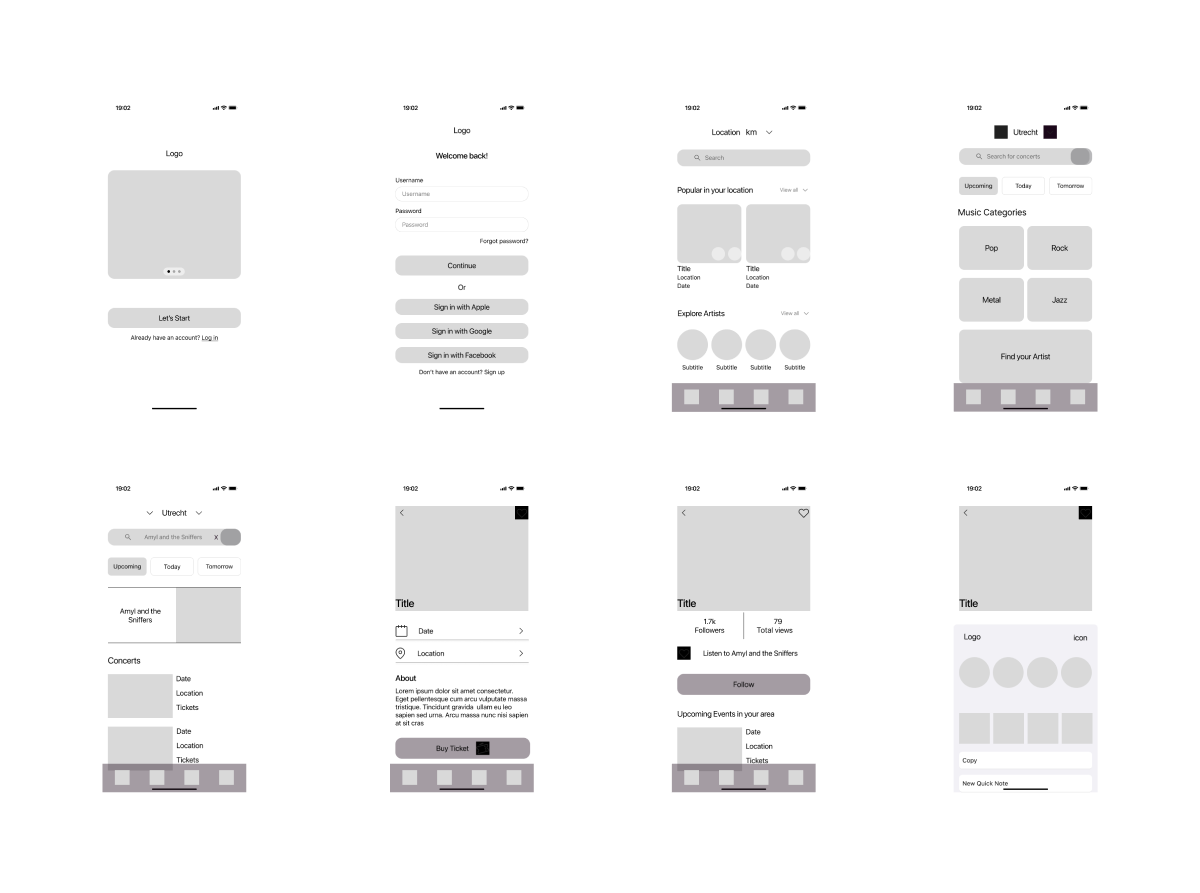 19:02
Logo
Let's Start
Already have an account? Log in
19:02
Logo
Welcome back!
Username
Username
Password
Password
Forgot password?
Continue
Or
Sign in with Apple
Sign in with Google
Sign in with Facebook
Don't have an account? Sign up
19:02
Location km
Search
Popular in your location View all
Title Title
Location Location
Date Date
Explore Artists View all
Subtitle Subtitle Subtitle Subtitle
19:02
Utrecht
Search for concerts
Upcoming Today Tomorrow
Music Categories
Pop Rock
Metal Jazz
Find your Artist
19:02
Utrecht
Amyl and the Sniffers X
Upcoming Today Tomorrow
Amyl and the
Sniffers
Concerts
Date
Location
Tickets
Date
Location
Tickets
19:02
Title
Date
Location
About
Lorem ipsum dolor sit amet consectetur.
Eget pellentesque cum arcu vulputate massa
tristique. Tincidunt gravida ullam eu leo
sapien sed urna. Arcu massa nunc nisi sapien
at sit cras
Buy Ticket
19:02
Title
1.7k 79
Followers Total views
Listen to Amyl and the Sniffers
Follow
Upcoming Events in your area
Date
Location
Tickets
19:02
Title
Logo icon
Copy
New Quick Note